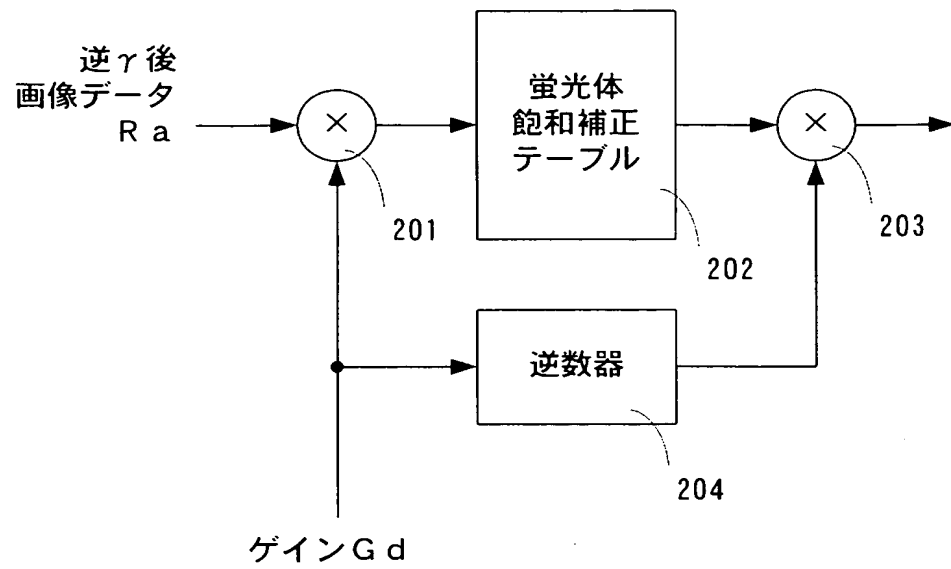 逆γ後
画像データ
Ｒａ
×
201
蛍光体
飽和補正
テーブル
202
×
203
逆数器
204
ゲインＧｄ